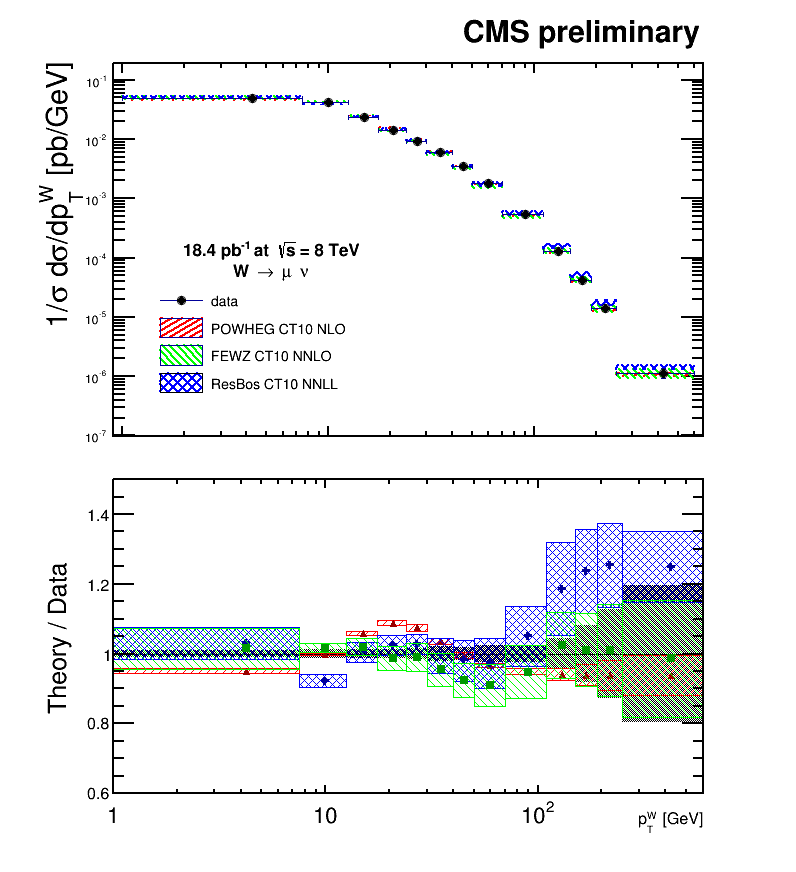 CMS preliminary
1/σ dσ/dp_T^W [pb/GeV]
10^-1
10^-2
10^-3
10^-4
10^-5
10^-6
10^-7
18.4 pb^-1 at √s = 8 TeV
W → μ ν
data
POWHEG CT10 NLO
FEWZ CT10 NNLO
ResBos CT10 NNLL
Theory / Data
1.4
1.2
1
0.8
0.6
1 10 10^2
p_T^W [GeV]